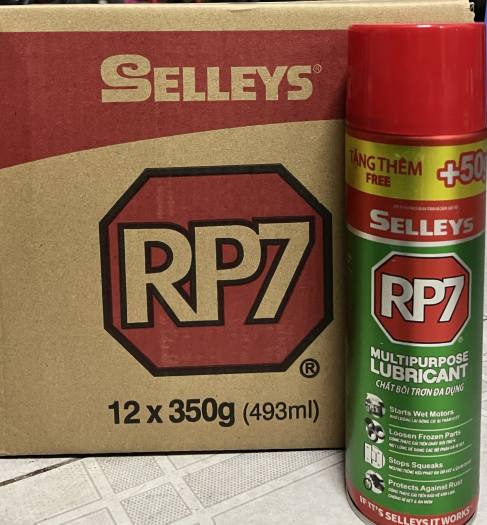 SELLEYS®
RP7
®
12 x 350g (493ml)
TẶNG THÊM
FREE
+50g
SELLEYS
RP7
MULTIPURPOSE
LUBRICANT
CHẤT BÔI TRƠN ĐA DỤNG
Starts Wet Motors
Loosen Frozen Parts
Stops Squeaks
Protects Against Rust
IF IT'S SELLEYS IT WORKS